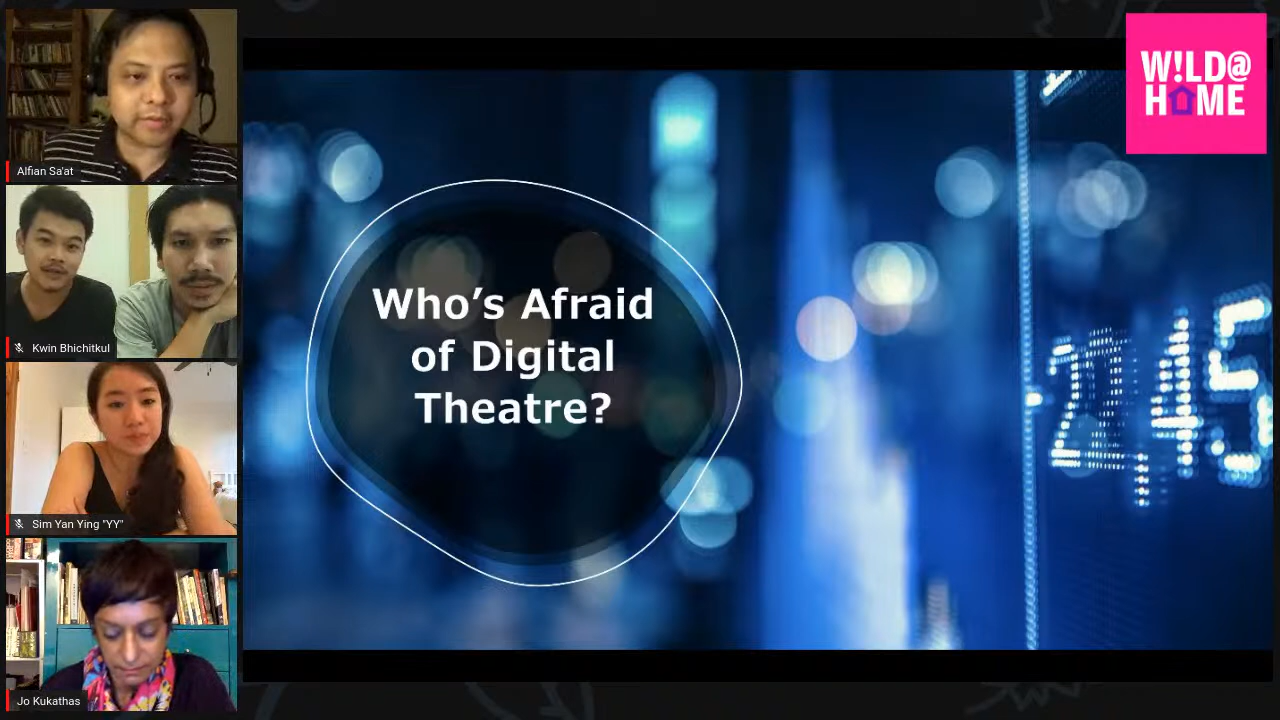 Alfian Sa'at
Kwin Bhichitkul
Sim Yan Ying "YY"
Jo Kukathas
Who's Afraid
of Digital
Theatre?
W!LD@
HOME